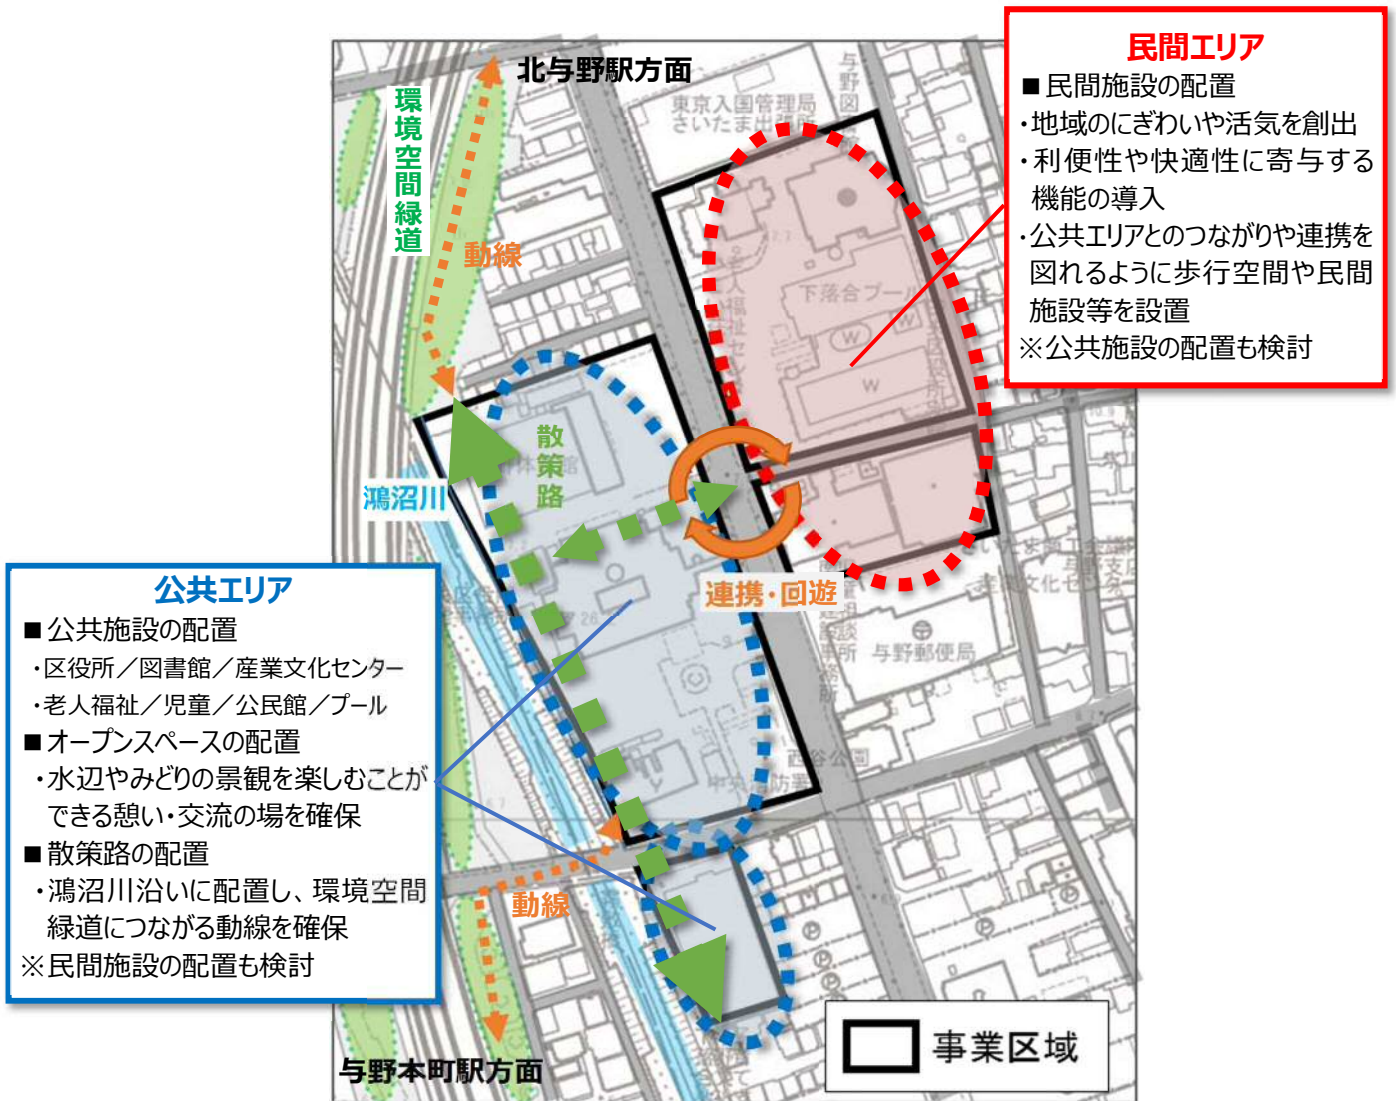 民間エリア
■民間施設の配置
・地域のにぎわいや活気を創出
・利便性や快適性に寄与する
機能の導入
・公共エリアとのつながりや連携を
図れるように歩行空間や民間
施設等を設置
※公共施設の配置も検討
北与野駅方面
環境空間緑道
動線
東京入国管理局
さいたま出張所
下落合プール
W
W
W
散策路
鴻沼川
連携・回遊
与野郵便局
西谷公園
中央消防署
公共エリア
■公共施設の配置
・区役所／図書館／産業文化センター
・老人福祉／児童／公民館／プール
■オープンスペースの配置
・水辺やみどりの景観を楽しむことが
できる憩い・交流の場を確保
■散策路の配置
・鴻沼川沿いに配置し、環境空間
緑道につながる動線を確保
※民間施設の配置も検討
動線
与野本町駅方面
事業区域